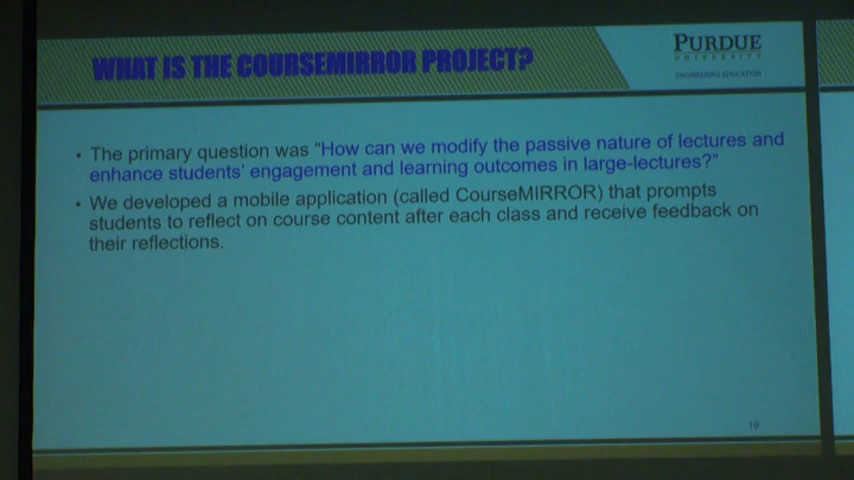 WHAT IS THE COURSEMIRROR PROJECT?
PURDUE
UNIVERSITY
ENGINEERING EDUCATION
• The primary question was “How can we modify the passive nature of lectures and
enhance students’ engagement and learning outcomes in large-lectures?”
• We developed a mobile application (called CourseMIRROR) that prompts
students to reflect on course content after each class and receive feedback on
their reflections.
19